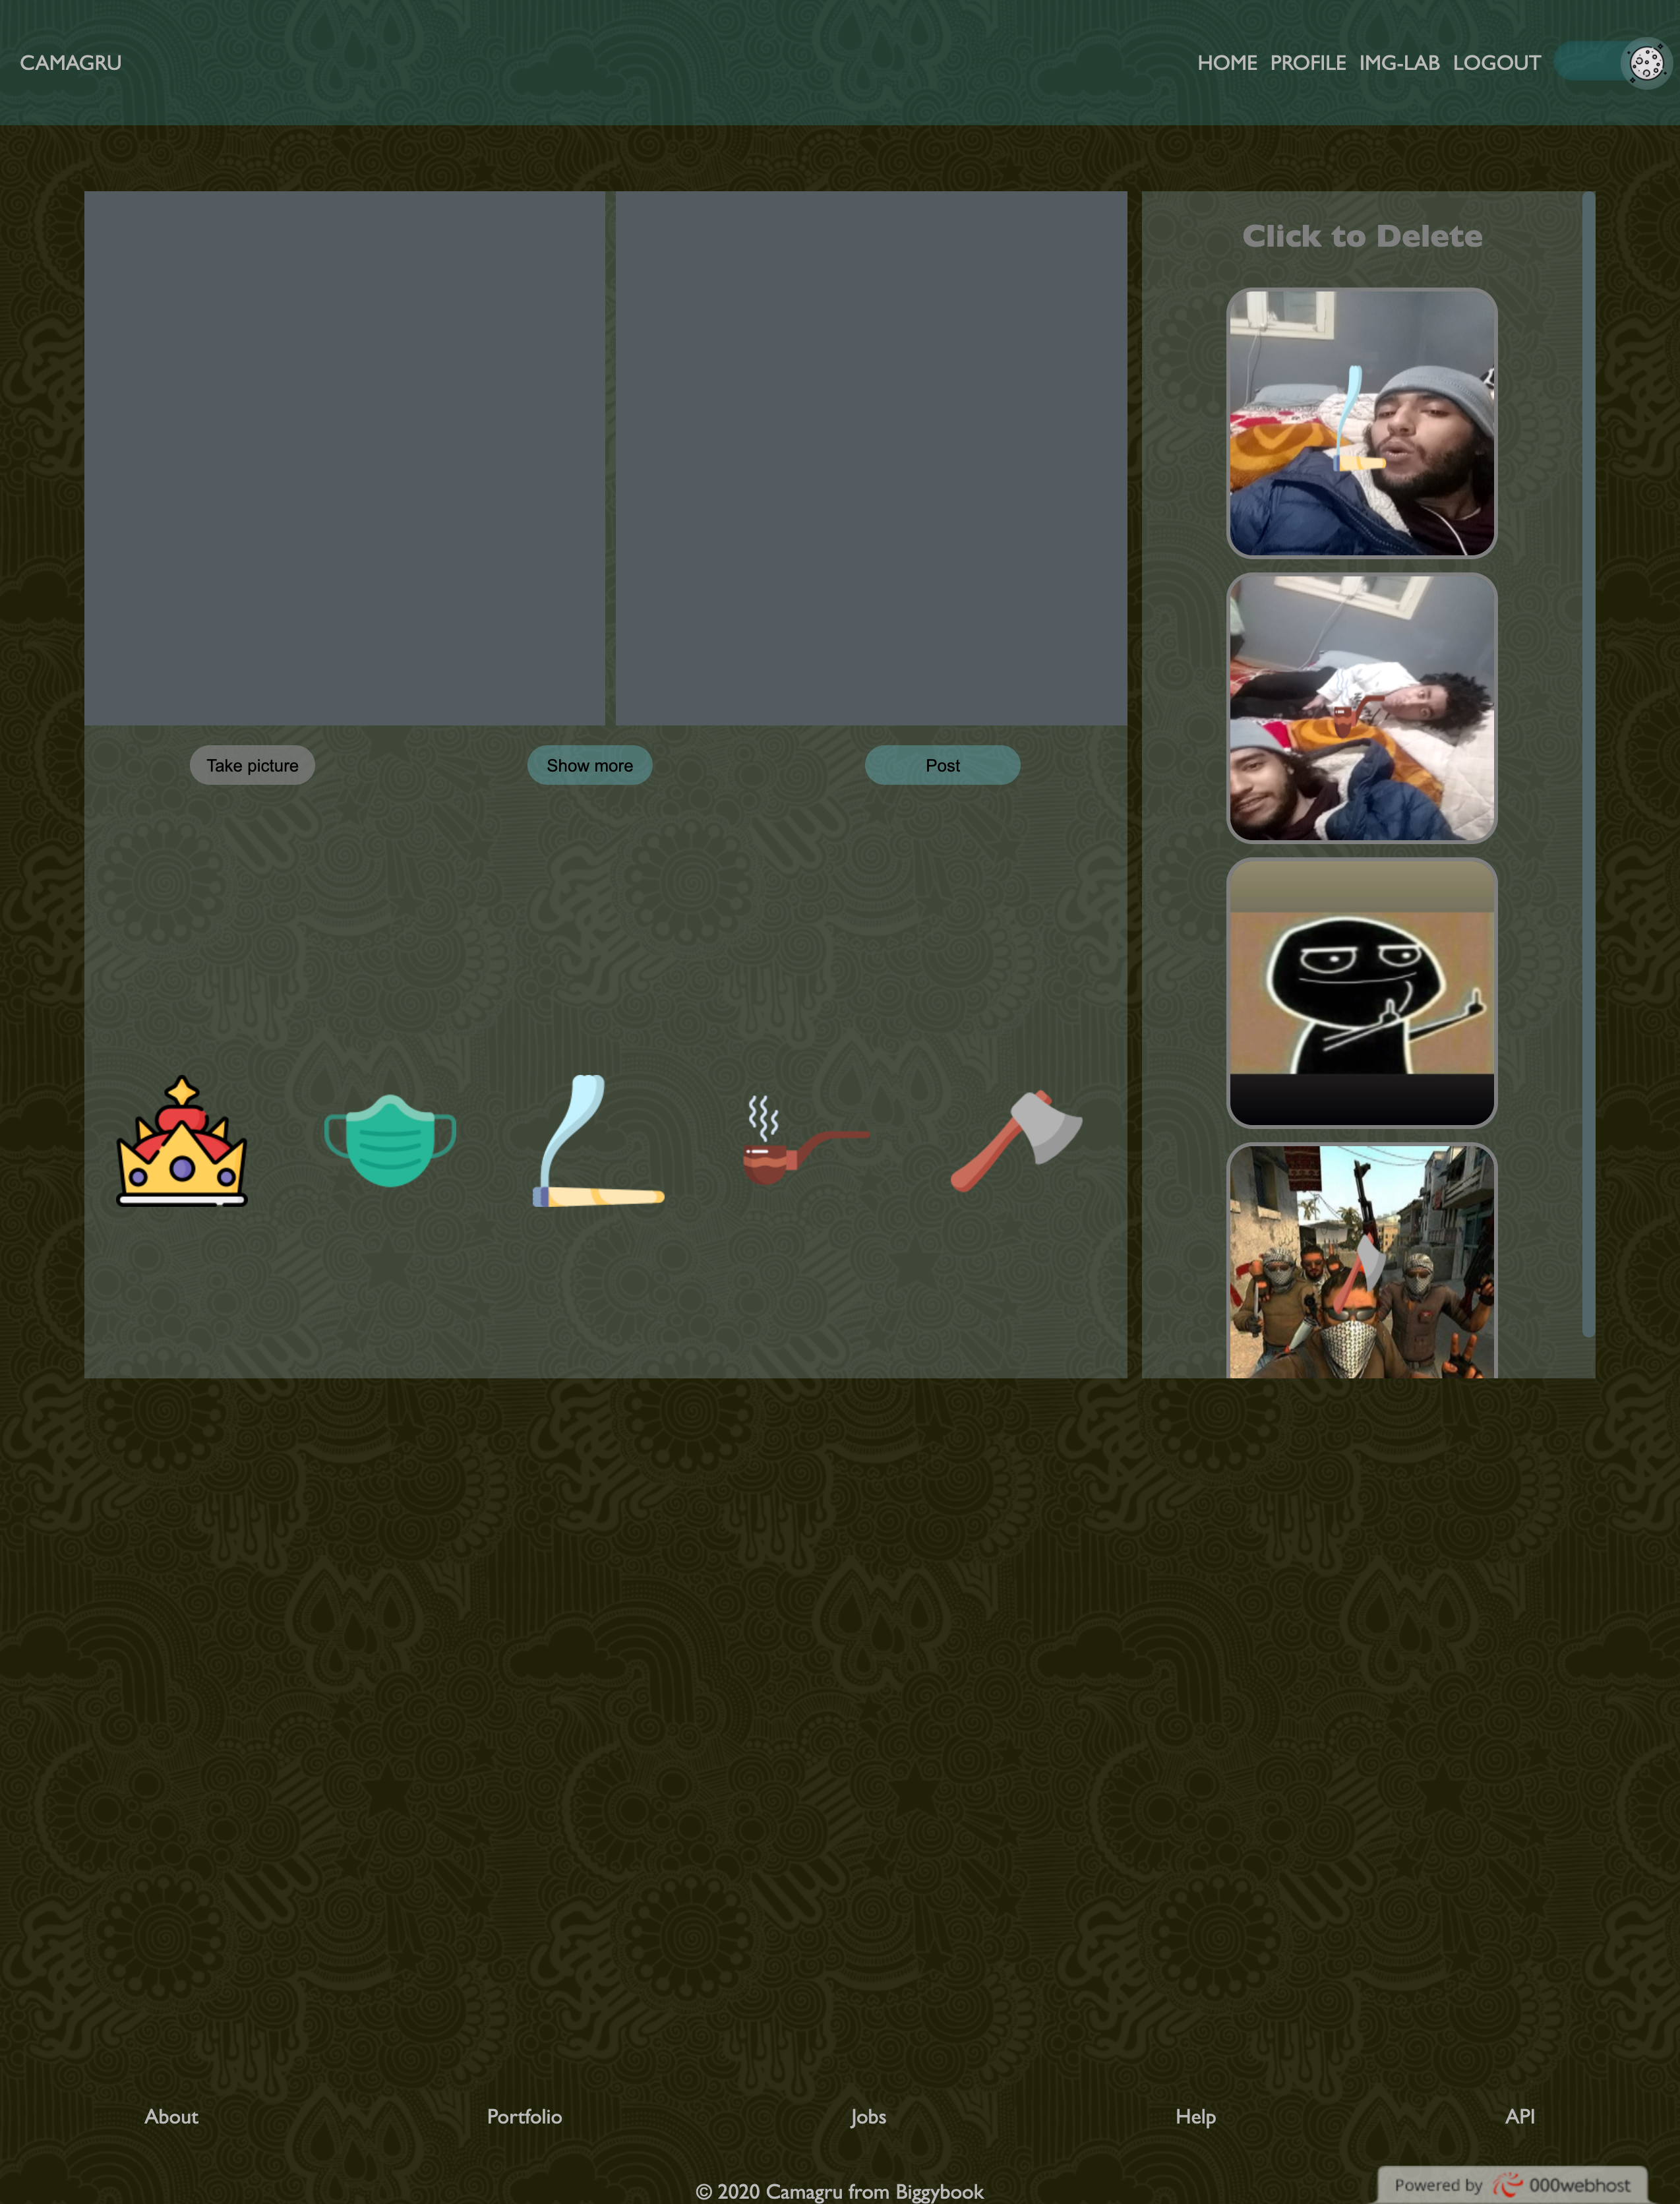 CAMAGRU
HOME PROFILE IMG-LAB LOGOUT
Click to Delete
Take picture
Show more
Post
About
Portfolio
Jobs
Help
API
© 2020 Camagru from Biggybook
Powered by 000webhost